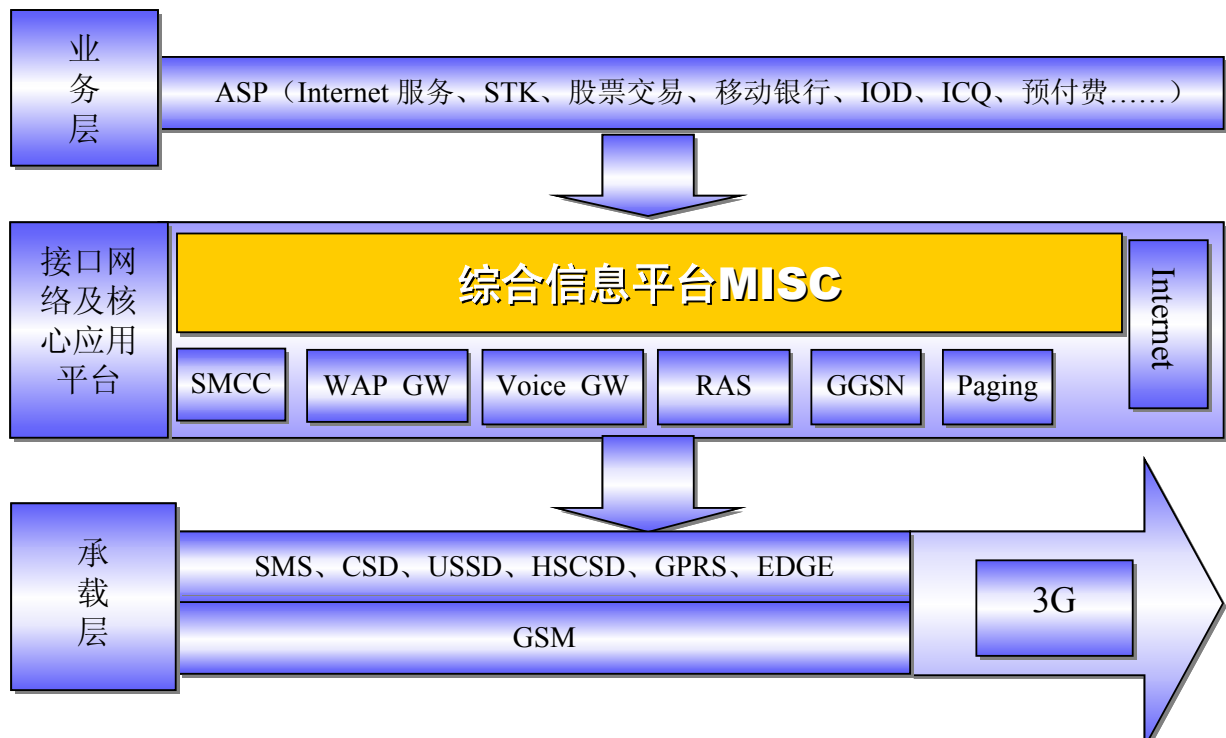 业
务
层
ASP（Internet 服务、STK、股票交易、移动银行、IOD、ICQ、预付费……）
接口网
络及核
心应用
平台
综合信息平台MISC
Internet
SMCC
WAP GW
Voice GW
RAS
GGSN
Paging
承
载
层
SMS、CSD、USSD、HSCSD、GPRS、EDGE
GSM
3G